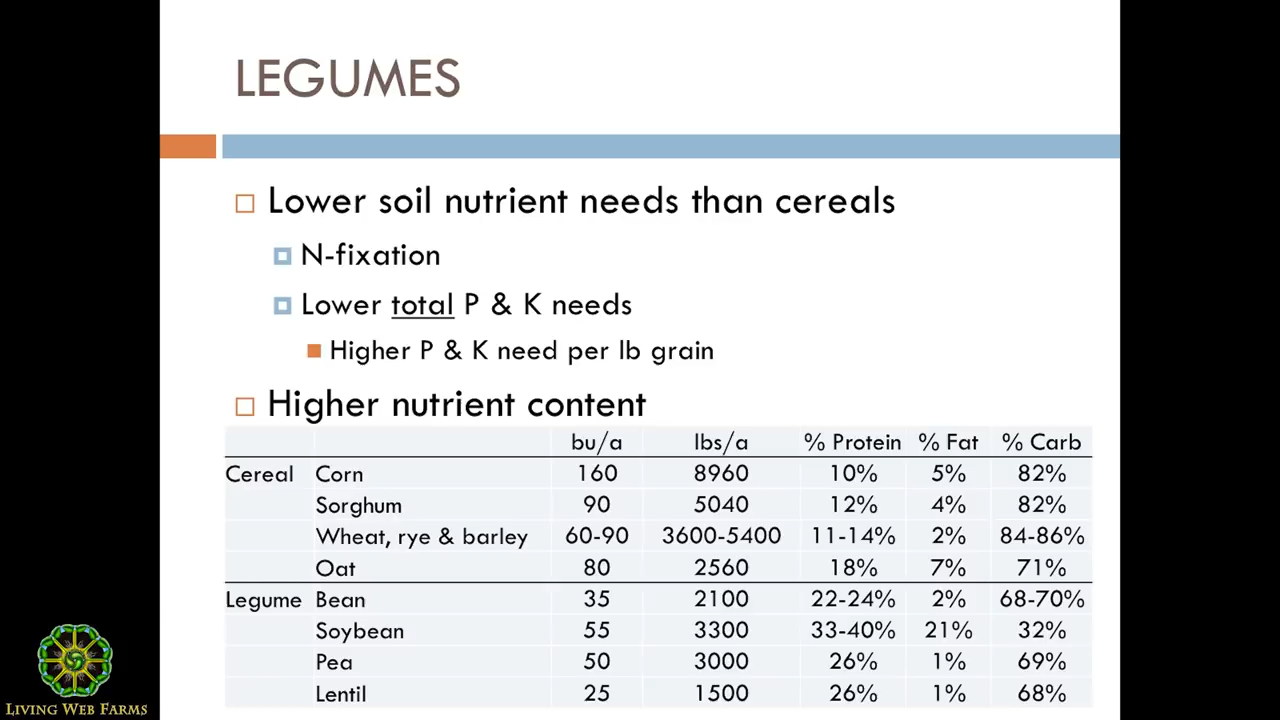 LEGUMES
Lower soil nutrient needs than cereals
N-fixation
Lower total P & K needs
Higher P & K need per lb grain
Higher nutrient content
bu/a lbs/a % Protein % Fat % Carb
Cereal Corn 160 8960 10% 5% 82%
Sorghum 90 5040 12% 4% 82%
Wheat, rye & barley 60-90 3600-5400 11-14% 2% 84-86%
Oat 80 2560 18% 7% 71%
Legume Bean 35 2100 22-24% 2% 68-70%
Soybean 55 3300 33-40% 21% 32%
Pea 50 3000 26% 1% 69%
Lentil 25 1500 26% 1% 68%
LIVING WEB FARMS